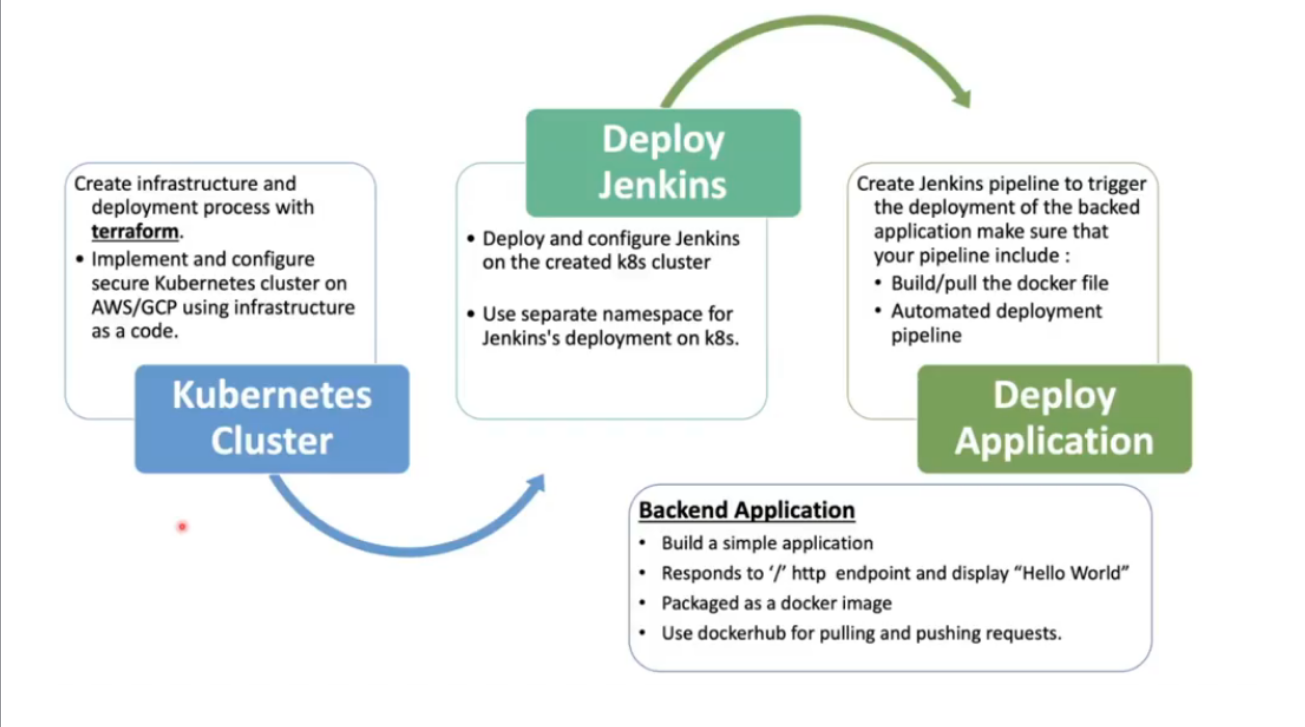 Create infrastructure and
deployment process with
terraform.
• Implement and configure
secure Kubernetes cluster on
AWS/GCP using infrastructure
as a code.
Kubernetes
Cluster
Deploy
Jenkins
• Deploy and configure Jenkins
on the created k8s cluster
• Use separate namespace for
Jenkins's deployment on k8s.
Create Jenkins pipeline to trigger
the deployment of the backed
application make sure that
your pipeline include :
• Build/pull the docker file
• Automated deployment
pipeline
Deploy
Application
Backend Application
• Build a simple application
• Responds to ‘/’ http endpoint and display “Hello World”
• Packaged as a docker image
• Use dockerhub for pulling and pushing requests.